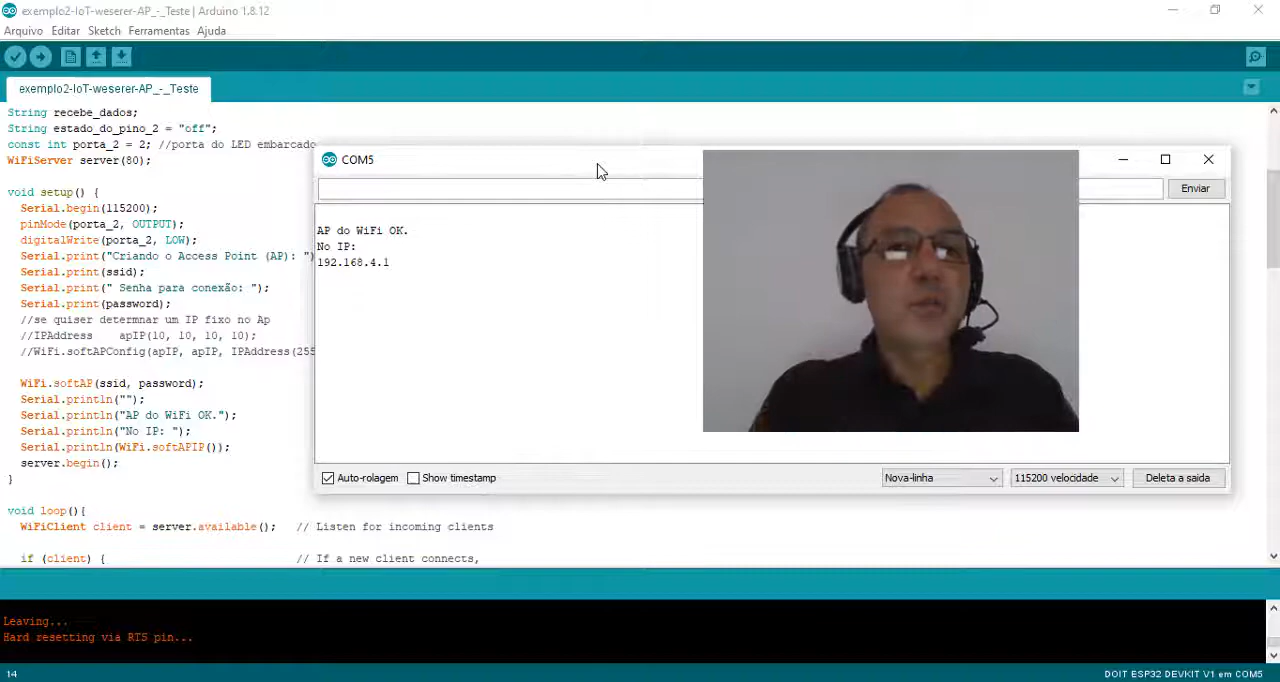 exemplo2-IoT-weserer-AP_-_Teste | Arduino 1.8.12
Arquivo Editar Sketch Ferramentas Ajuda
exemplo2-IoT-weserer-AP_-_Teste
String recebe_dados;
String estado_do_pino_2 = "off";
const int porta_2 = 2; //porta do LED embarcado
WiFiServer server(80);
void setup() {
Serial.begin(115200);
pinMode(porta_2, OUTPUT);
digitalWrite(porta_2, LOW);
Serial.print("Criando o Access Point (AP): ")
Serial.print(ssid);
Serial.print(" Senha para conexão: ");
Serial.print(password);
//se quiser determnar um IP fixo no Ap
//IPAddress apIP(10, 10, 10, 10);
//WiFi.softAPConfig(apIP, apIP, IPAddress(255
WiFi.softAP(ssid, password);
Serial.println("");
Serial.println("AP do WiFi OK.");
Serial.println("No IP: ");
Serial.println(WiFi.softAPIP());
server.begin();
}
void loop(){
WiFiClient client = server.available(); // Listen for incoming clients
if (client) { // If a new client connects,
COM5
Enviar
AP do WiFi OK.
No IP:
192.168.4.1
Auto-rolagem Show timestamp Nova-linha 115200 velocidade Deleta a saida
Leaving...
Hard resetting via RTS pin...
14 DOIT ESP32 DEVKIT V1 em COM5